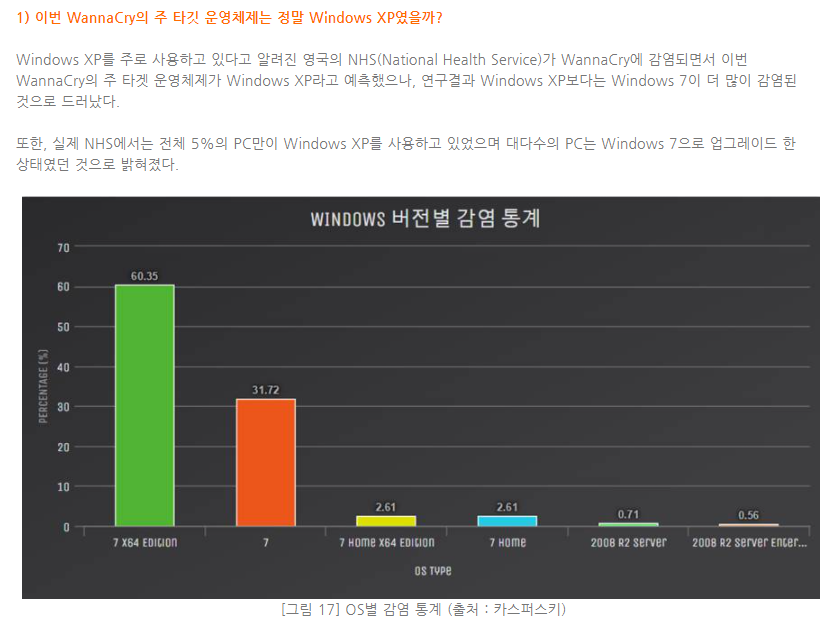 1) 이번 WannaCry의 주 타깃 운영체제는 정말 Windows XP였을까?
Windows XP를 주로 사용하고 있다고 알려진 영국의 NHS(National Health Service)가 WannaCry에 감염되면서 이번
WannaCry의 주 타겟 운영체제가 Windows XP라고 예측했으나, 연구결과 Windows XP보다는 Windows 7이 더 많이 감염된
것으로 드러났다.
또한, 실제 NHS에서는 전체 5%의 PC만이 Windows XP를 사용하고 있었으며 대다수의 PC는 Windows 7으로 업그레이드 한
상태였던 것으로 밝혀졌다.
WINDOWS 버전별 감염 통계
PERCENTAGE (%)
70
60
50
40
30
20
10
0
60.35
31.72
2.61
2.61
0.71
0.56
7 X64 EDITION
7
7 HOME X64 EDITION
7 HOME
2008 R2 SERVER
2008 R2 SERVER ENTER...
OS TYPE
[그림 17] OS별 감염 통계 (출처 : 카스퍼스키)